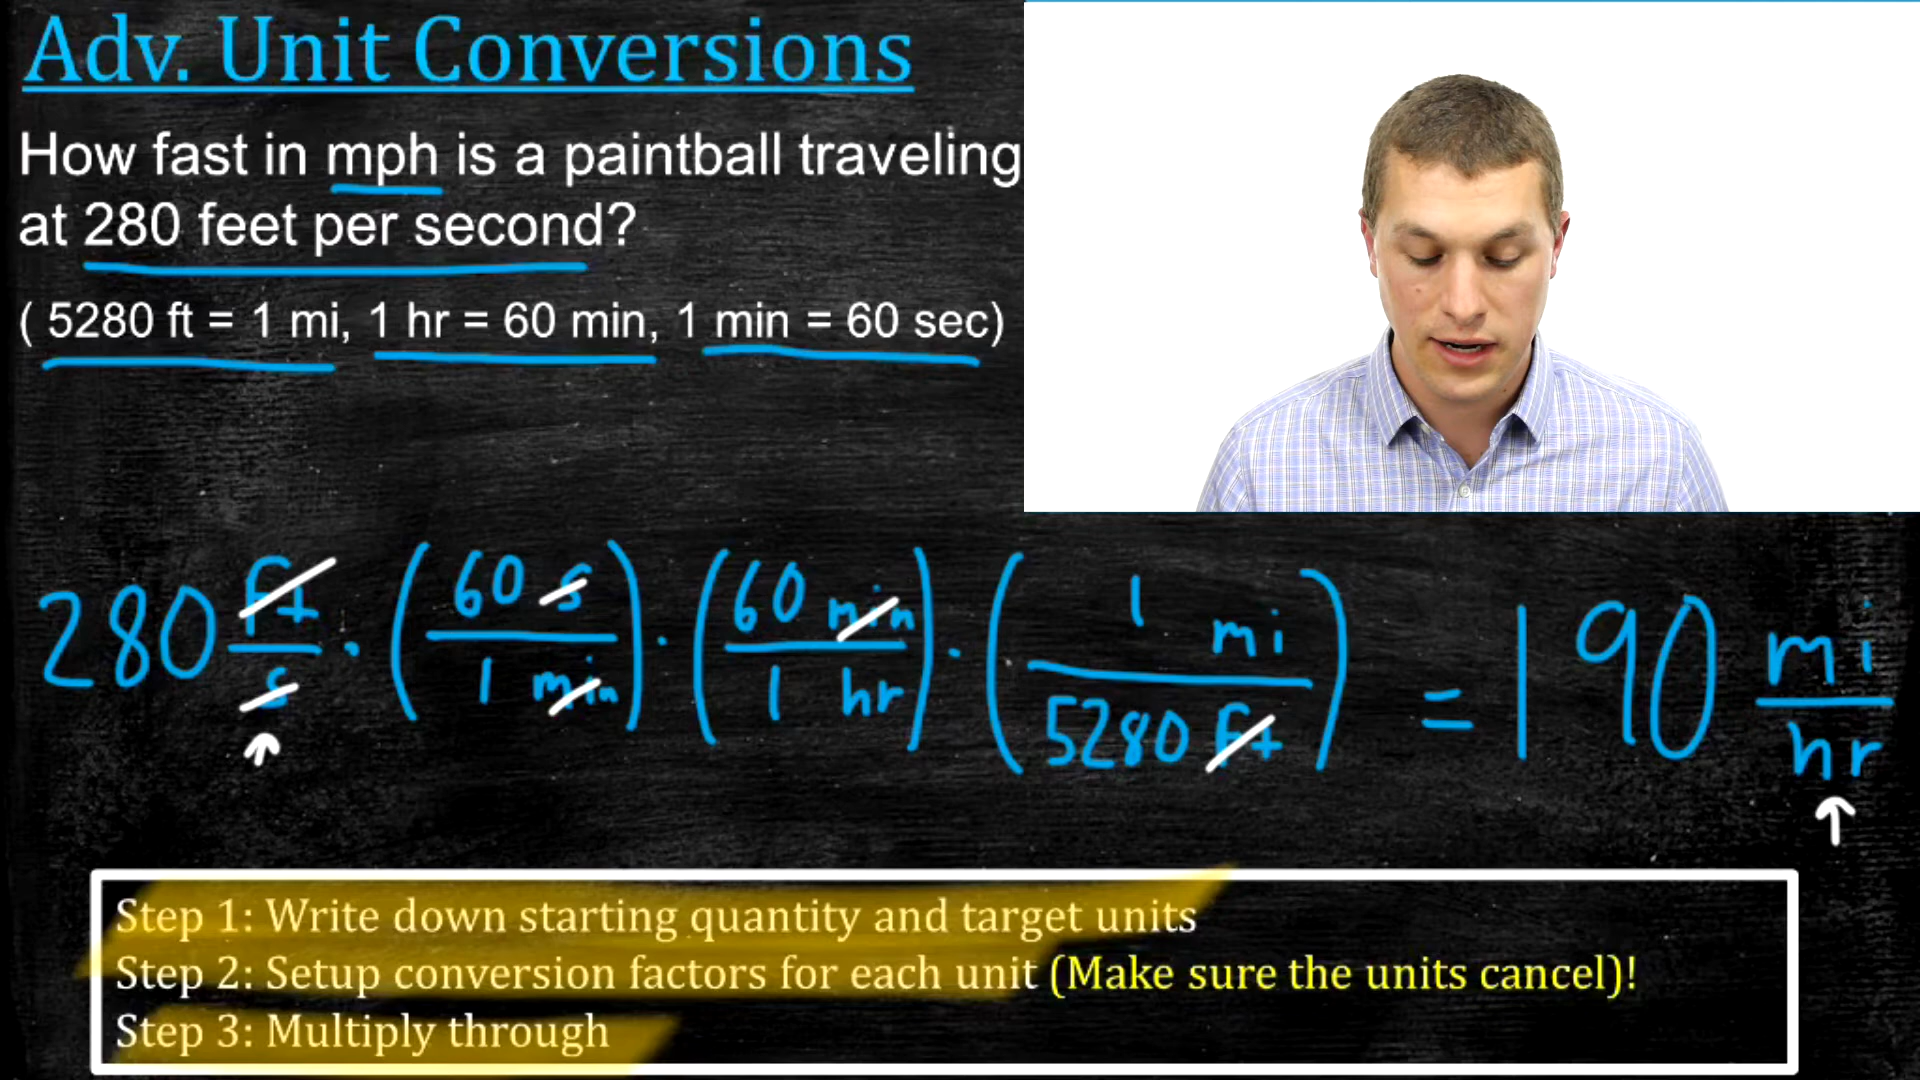 Adv. Unit Conversions
How fast in mph is a paintball traveling
at 280 feet per second?
( 5280 ft = 1 mi, 1 hr = 60 min, 1 min = 60 sec)
280 ft/s · (60 s / 1 min) · (60 min / 1 hr) · (1 mi / 5280 ft) = 190 mi/hr
Step 1: Write down starting quantity and target units
Step 2: Setup conversion factors for each unit (Make sure the units cancel)!
Step 3: Multiply through